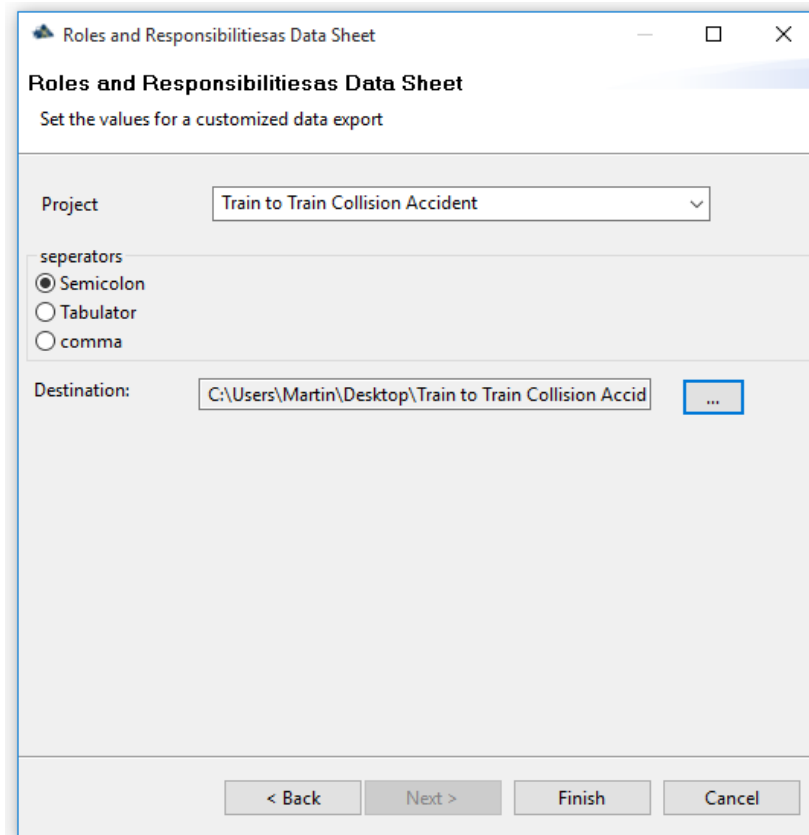 Roles and Responsibilitiesas Data Sheet
Roles and Responsibilitiesas Data Sheet
Set the values for a customized data export
Project Train to Train Collision Accident
seperators
Semicolon
Tabulator
comma
Destination: C:\Users\Martin\Desktop\Train to Train Collision Accid ...
< Back Next > Finish Cancel